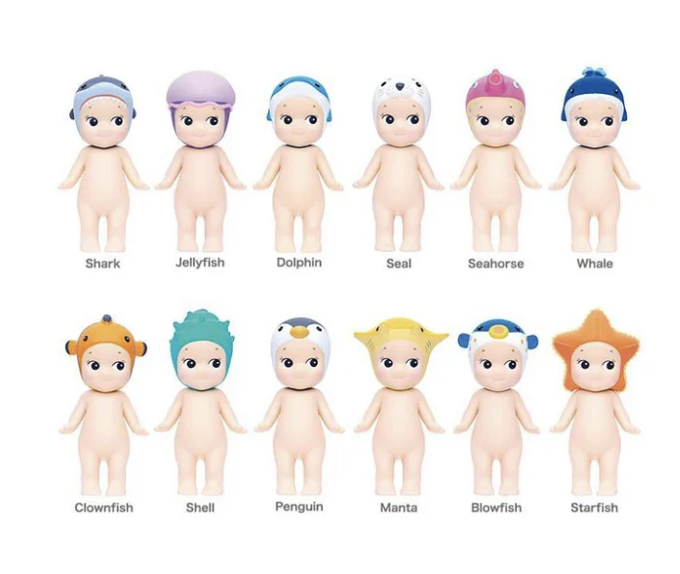 Shark
Jellyfish
Dolphin
Seal
Seahorse
Whale
Clownfish
Shell
Penguin
Manta
Blowfish
Starfish